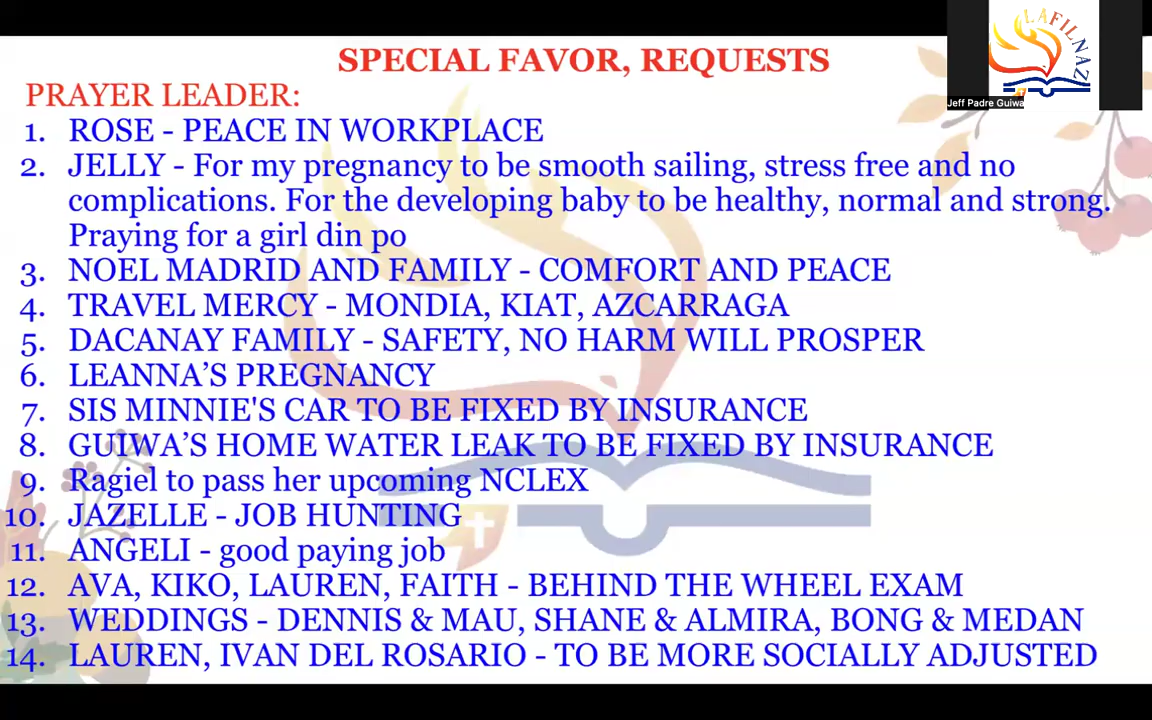 LAFILNAZ
Jeff Padre Guiwa
SPECIAL FAVOR, REQUESTS
PRAYER LEADER:
1. ROSE - PEACE IN WORKPLACE
2. JELLY - For my pregnancy to be smooth sailing, stress free and no
complications. For the developing baby to be healthy, normal and strong.
Praying for a girl din po
3. NOEL MADRID AND FAMILY - COMFORT AND PEACE
4. TRAVEL MERCY - MONDIA, KIAT, AZCARRAGA
5. DACANAY FAMILY - SAFETY, NO HARM WILL PROSPER
6. LEANNA’S PREGNANCY
7. SIS MINNIE'S CAR TO BE FIXED BY INSURANCE
8. GUIWA’S HOME WATER LEAK TO BE FIXED BY INSURANCE
9. Ragiel to pass her upcoming NCLEX
10. JAZELLE - JOB HUNTING
11. ANGELI - good paying job
12. AVA, KIKO, LAUREN, FAITH - BEHIND THE WHEEL EXAM
13. WEDDINGS - DENNIS & MAU, SHANE & ALMIRA, BONG & MEDAN
14. LAUREN, IVAN DEL ROSARIO - TO BE MORE SOCIALLY ADJUSTED